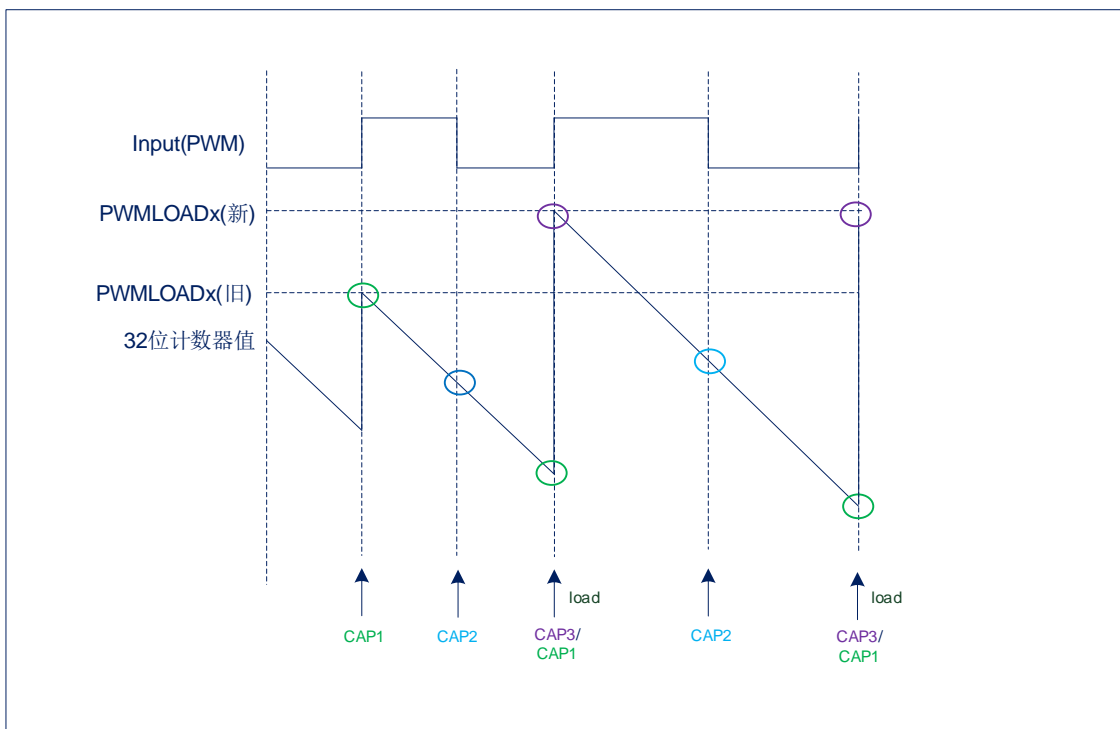 Input(PWM)
PWMLOADx(新)
PWMLOADx(旧)
32位计数器值
load
load
CAP1
CAP2
CAP3/
CAP1
CAP2
CAP3/
CAP1